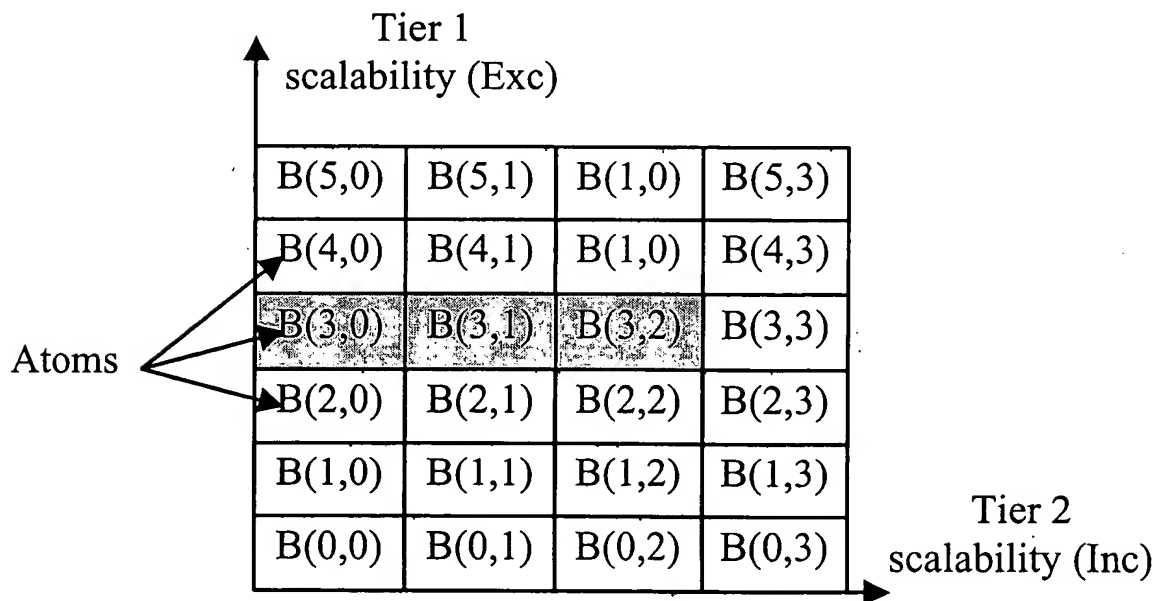 Tier 1
scalability (Exc)
B(5,0) B(5,1) B(1,0) B(5,3)
B(4,0) B(4,1) B(1,0) B(4,3)
B(3,0) B(3,1) B(3,2) B(3,3)
Atoms
B(2,0) B(2,1) B(2,2) B(2,3)
B(1,0) B(1,1) B(1,2) B(1,3)
B(0,0) B(0,1) B(0,2) B(0,3)
Tier 2
scalability (Inc)